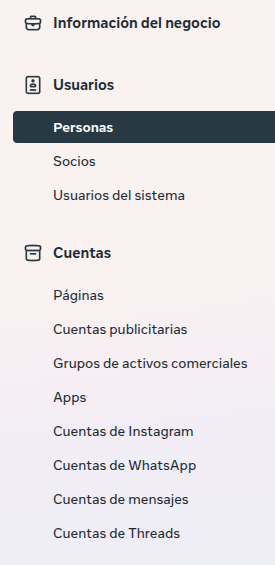 Información del negocio
Usuarios
Personas
Socios
Usuarios del sistema
Cuentas
Páginas
Cuentas publicitarias
Grupos de activos comerciales
Apps
Cuentas de Instagram
Cuentas de WhatsApp
Cuentas de mensajes
Cuentas de Threads